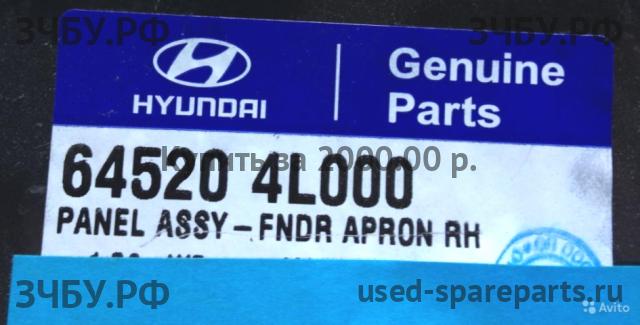 ЗЧБУ.РФ ЗЧБУ.РФ
HYUNDAI
Genuine
Parts
Купить за 2000.00 р.
64520 4L000
PANEL ASSY-FNDR APRON RH
ЗЧБУ.РФ
used-spareparts.ru
Avito